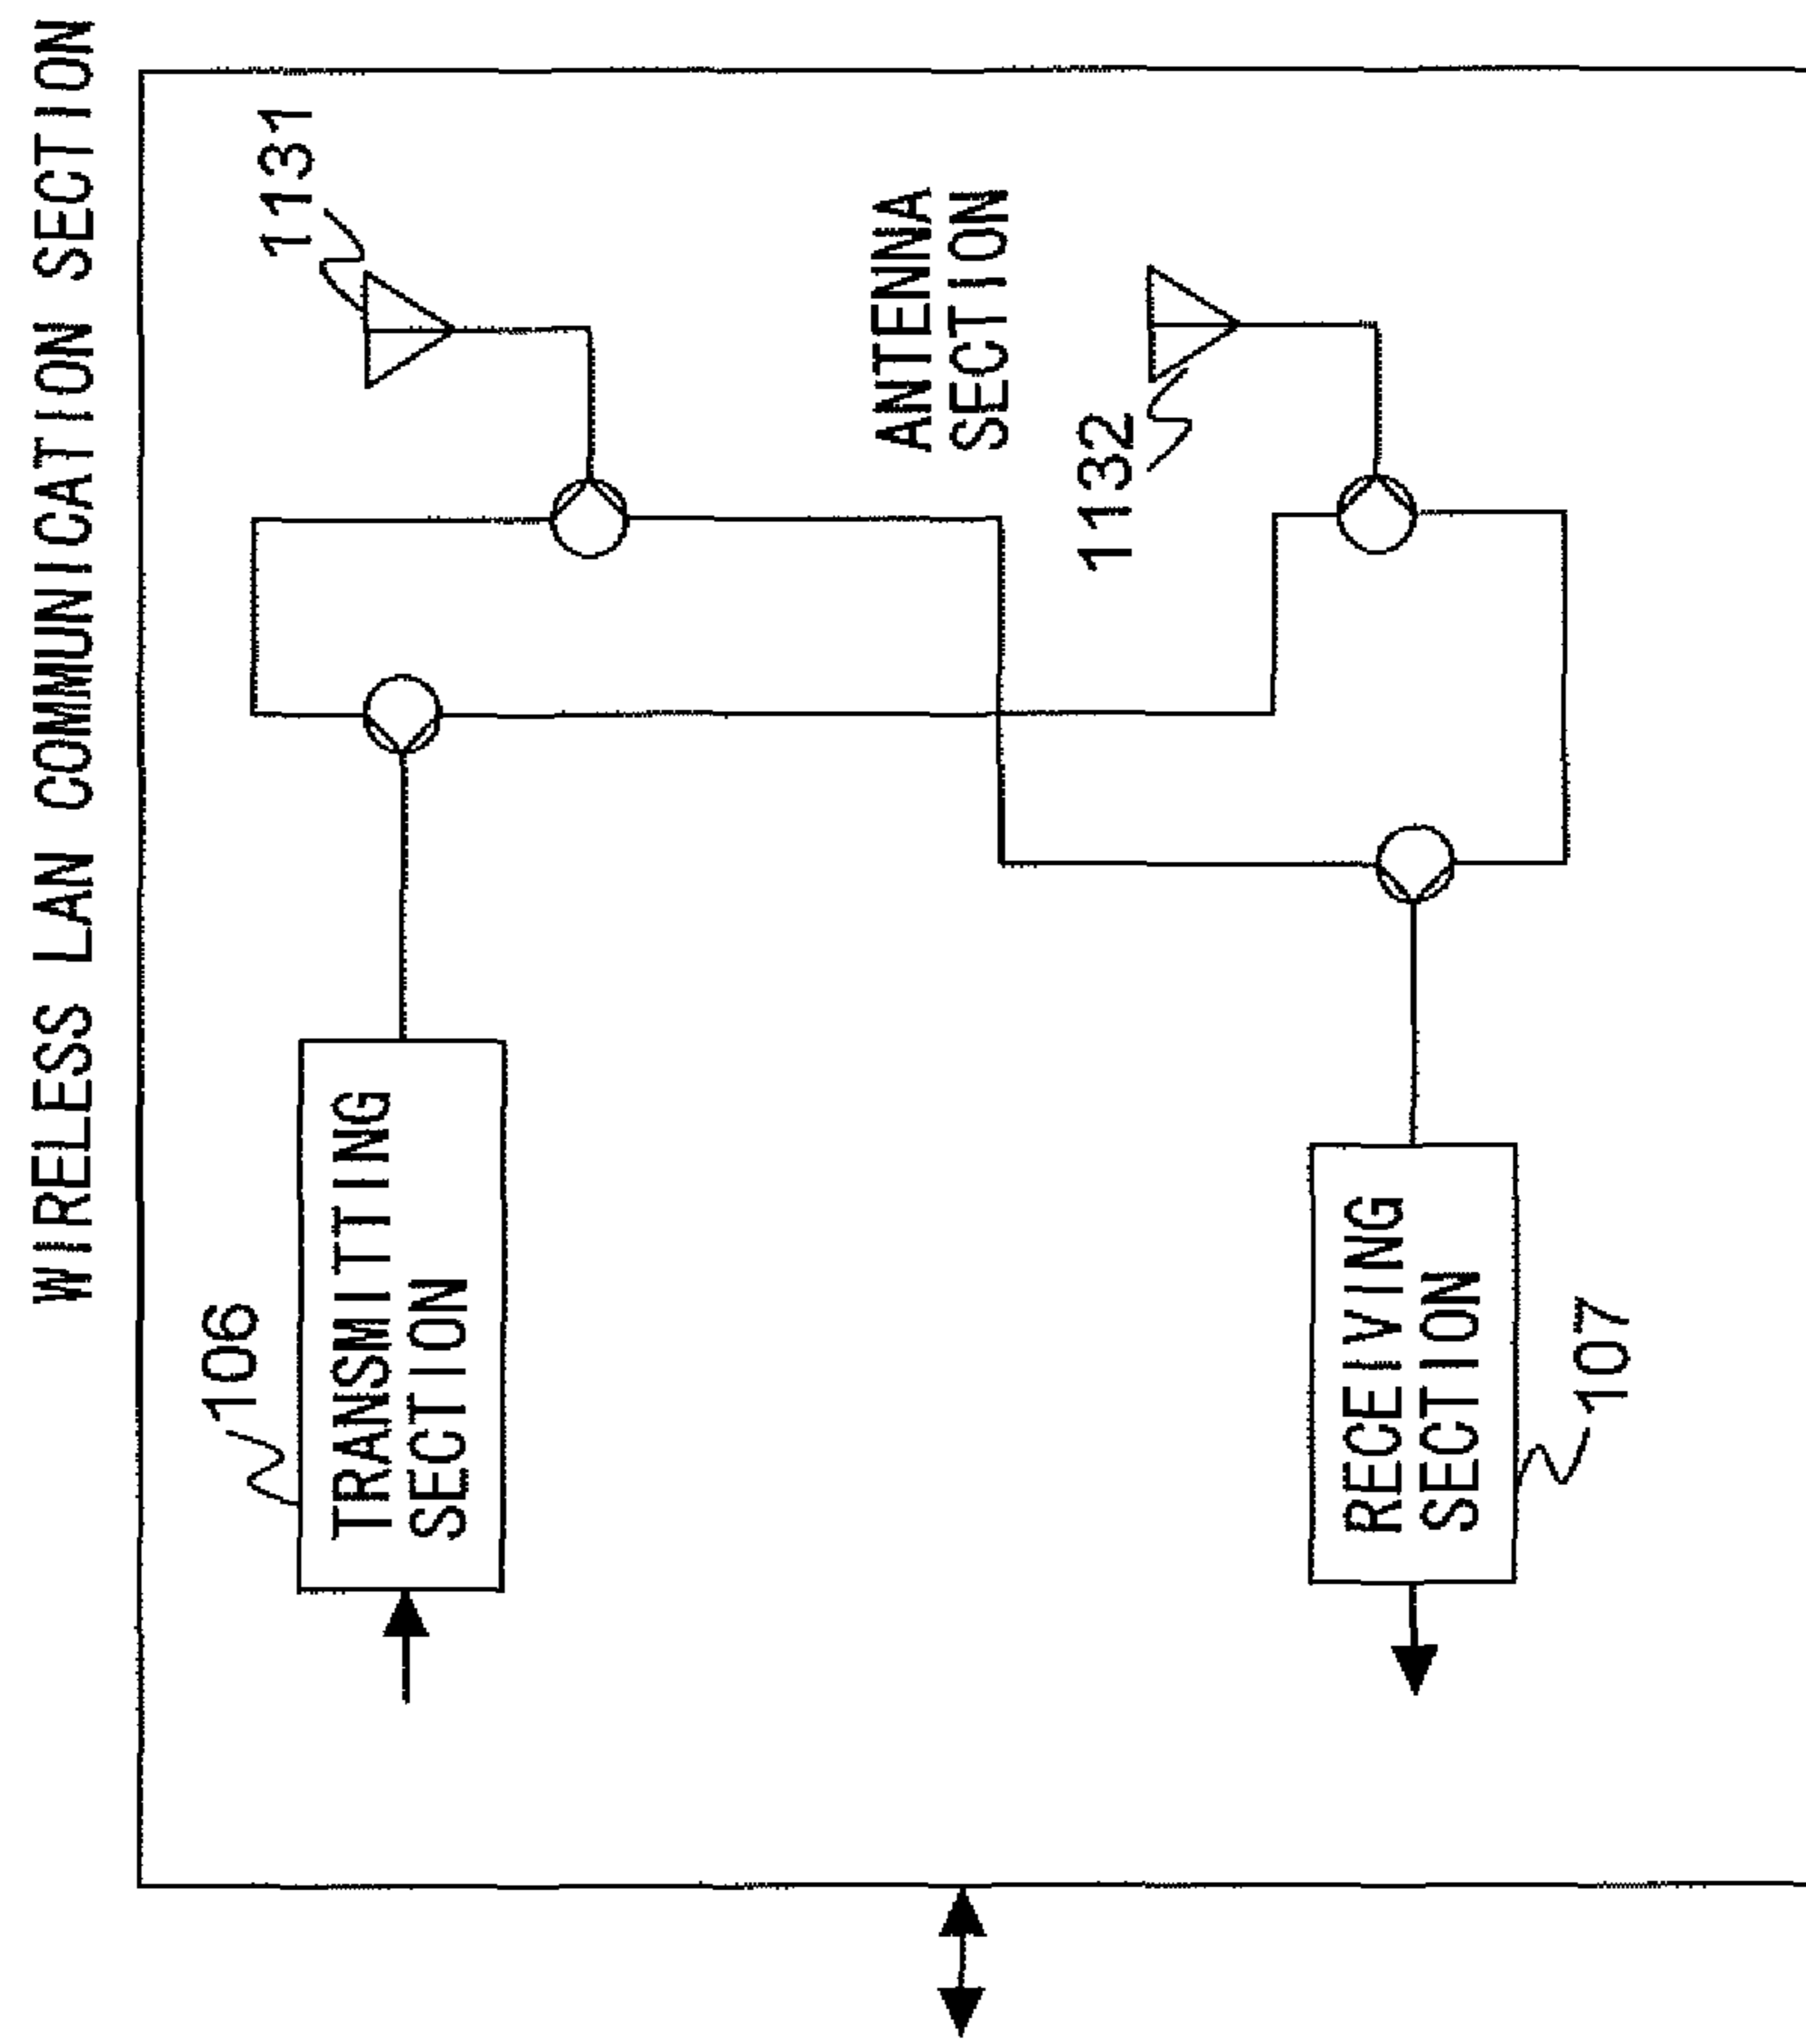 WIRELESS LAN COMMUNICATION SECTION
1131
106
TRANSMITTING
SECTION
ANTENNA
SECTION
1132
RECEIVING
SECTION
107